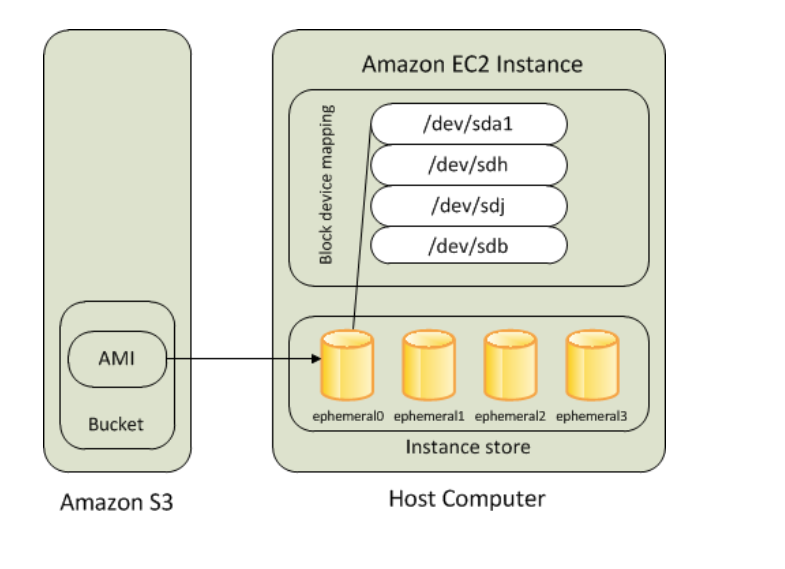 Amazon EC2 Instance
Block device mapping
/dev/sda1
/dev/sdh
/dev/sdj
/dev/sdb
AMI
Bucket
ephemeral0 ephemeral1 ephemeral2 ephemeral3
Instance store
Amazon S3
Host Computer